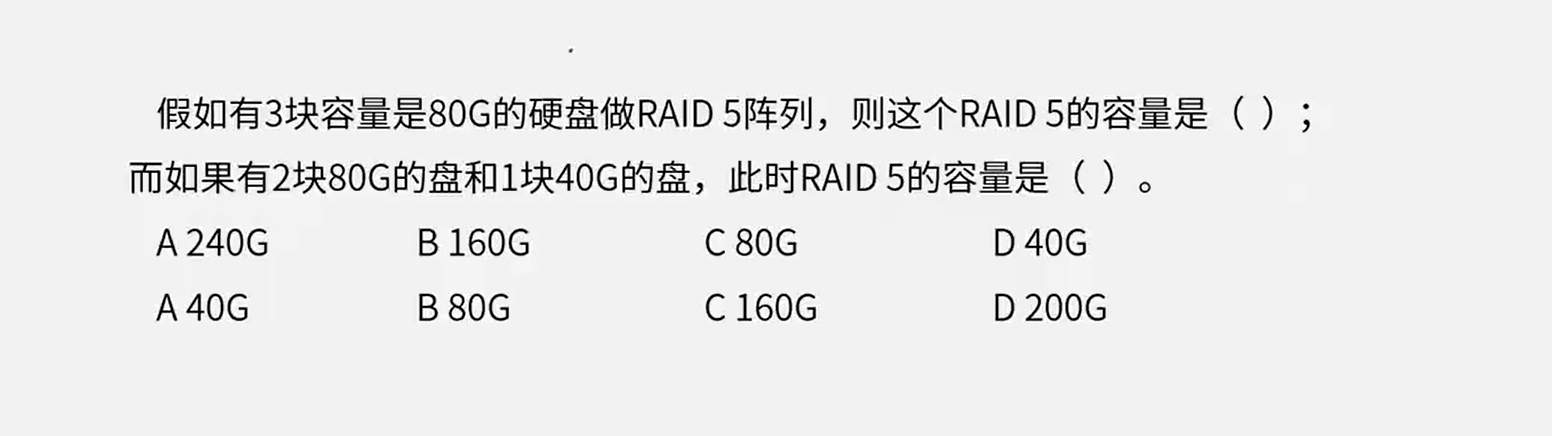 假如有3块容量是80G的硬盘做RAID 5阵列，则这个RAID 5的容量是（ ）；
而如果有2块80G的盘和1块40G的盘，此时RAID 5的容量是（ ）。
A 240G B 160G C 80G D 40G
A 40G B 80G C 160G D 200G